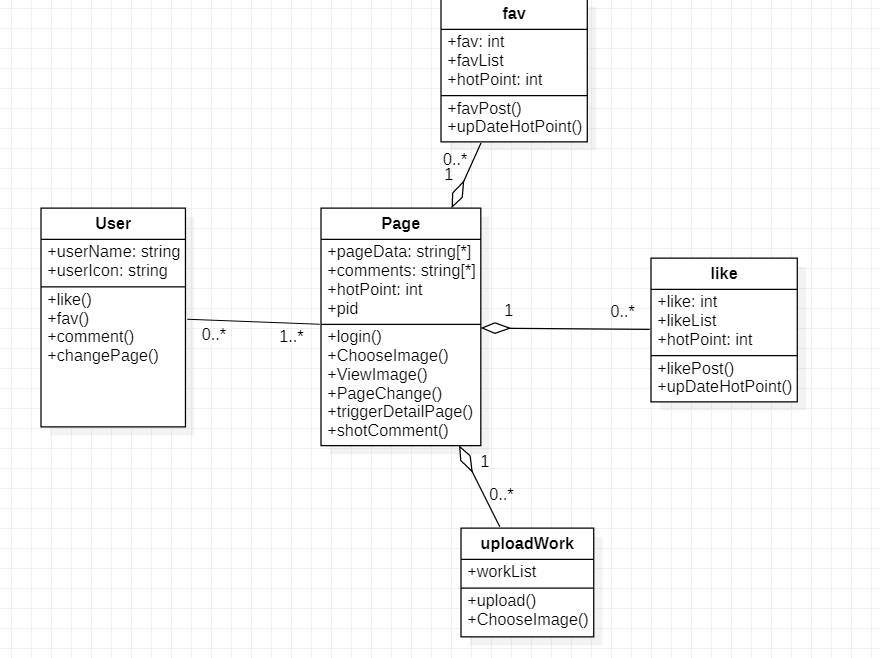 fav
+fav: int
+favList
+hotPoint: int
+favPost()
+upDateHotPoint()
0..*
1
User
+userName: string
+userIcon: string
+like()
+fav()
+comment()
+changePage()
0..*
1..*
Page
+pageData: string[*]
+comments: string[*]
+hotPoint: int
+pid
+login()
+ChooseImage()
+ViewImage()
+PageChange()
+triggerDetailPage()
+shotComment()
1
0..*
like
+like: int
+likeList
+hotPoint: int
+likePost()
+upDateHotPoint()
1
0..*
uploadWork
+workList
+upload()
+ChooseImage()